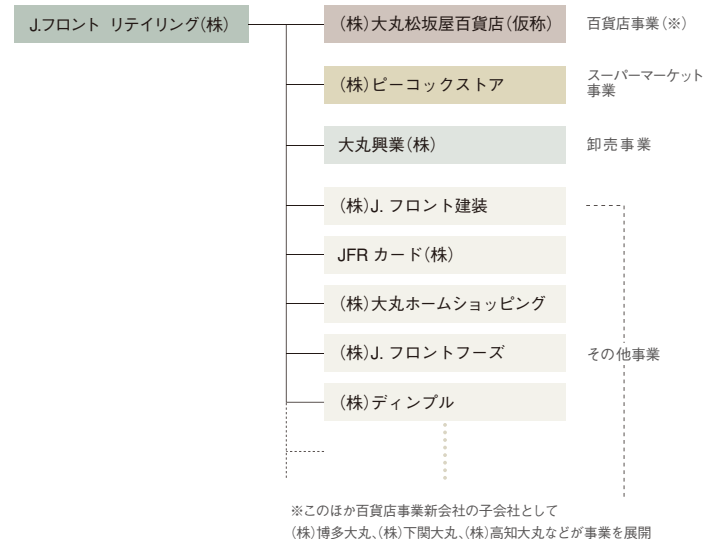 J.フロント リテイリング(株)
(株)大丸松坂屋百貨店(仮称)
百貨店事業(※)
(株)ピーコックストア
スーパーマーケット
事業
大丸興業(株)
卸売事業
(株)J. フロント建装
JFR カード(株)
(株)大丸ホームショッピング
(株)J. フロントフーズ
その他事業
(株)ディンプル
※このほか百貨店事業新会社の子会社として
(株)博多大丸、(株)下関大丸、(株)高知大丸などが事業を展開